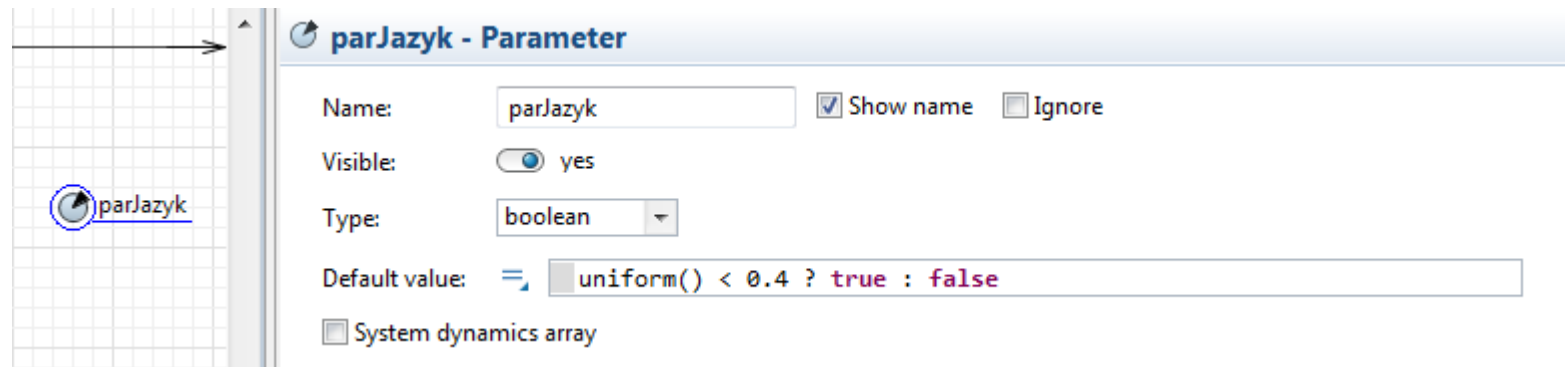 parJazyk - Parameter
Name: parJazyk Show name Ignore
Visible: yes
parJazyk
Type: boolean
Default value: uniform() < 0.4 ? true : false
System dynamics array